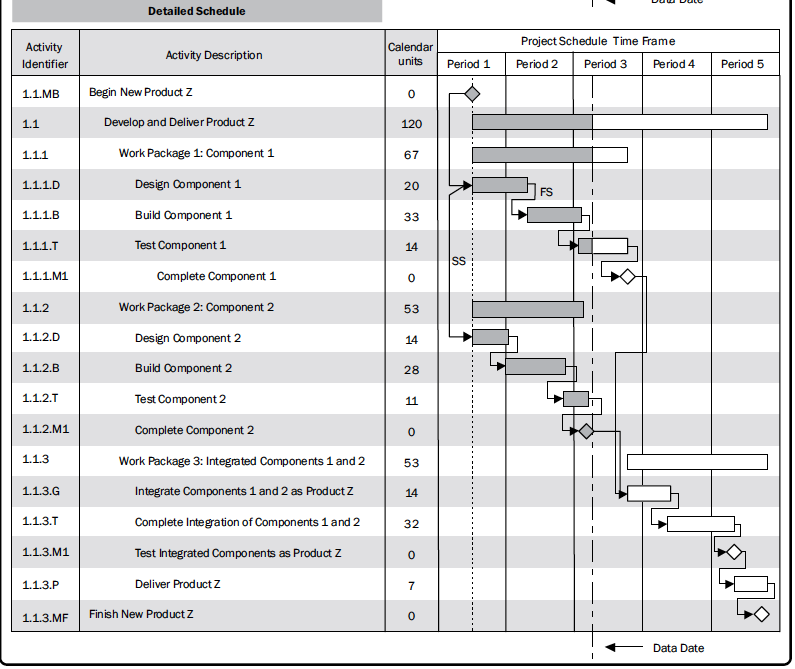 Data Date
Detailed Schedule
Activity Identifier
Activity Description
Calendar units
Project Schedule Time Frame
Period 1 Period 2 Period 3 Period 4 Period 5
1.1.MB Begin New Product Z 0
1.1 Develop and Deliver Product Z 120
1.1.1 Work Package 1: Component 1 67
1.1.1.D Design Component 1 20
FS
1.1.1.B Build Component 1 33
1.1.1.T Test Component 1 14
SS
1.1.1.M1 Complete Component 1 0
1.1.2 Work Package 2: Component 2 53
1.1.2.D Design Component 2 14
1.1.2.B Build Component 2 28
1.1.2.T Test Component 2 11
1.1.2.M1 Complete Component 2 0
1.1.3 Work Package 3: Integrated Components 1 and 2 53
1.1.3.G Integrate Components 1 and 2 as Product Z 14
1.1.3.T Complete Integration of Components 1 and 2 32
1.1.3.M1 Test Integrated Components as Product Z 0
1.1.3.P Deliver Product Z 7
1.1.3.MF Finish New Product Z 0
Data Date